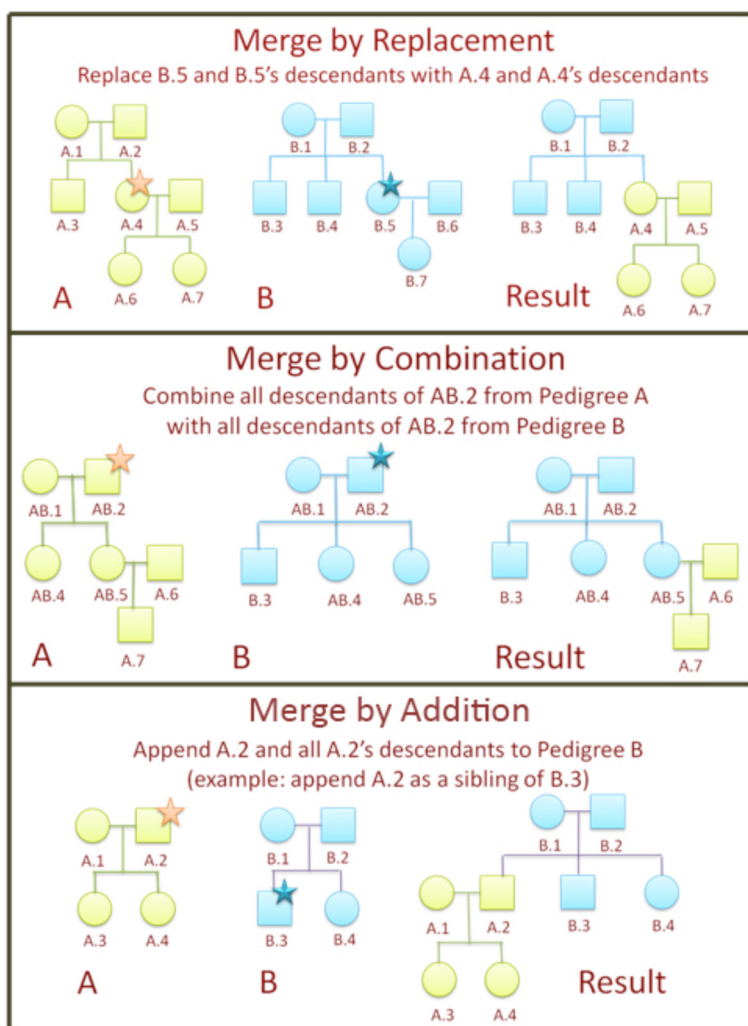 Merge by Replacement
Replace B.5 and B.5's descendants with A.4 and A.4's descendants
A.1 A.2 B.1 B.2 B.1 B.2
A.3 A.4 A.5 B.3 B.4 B.5 B.6 B.3 B.4 A.4 A.5
A.6 A.7 B.7 A.6 A.7
A B Result
Merge by Combination
Combine all descendants of AB.2 from Pedigree A
with all descendants of AB.2 from Pedigree B
AB.1 AB.2 AB.1 AB.2 AB.1 AB.2
AB.4 AB.5 A.6 B.3 AB.4 AB.5 B.3 AB.4 AB.5 A.6
A.7 A.7
A B Result
Merge by Addition
Append A.2 and all A.2's descendants to Pedigree B
(example: append A.2 as a sibling of B.3)
A.1 A.2 B.1 B.2 B.1 B.2
A.3 A.4 B.3 B.4 A.1 A.2 B.3 B.4
A.3 A.4
A B Result